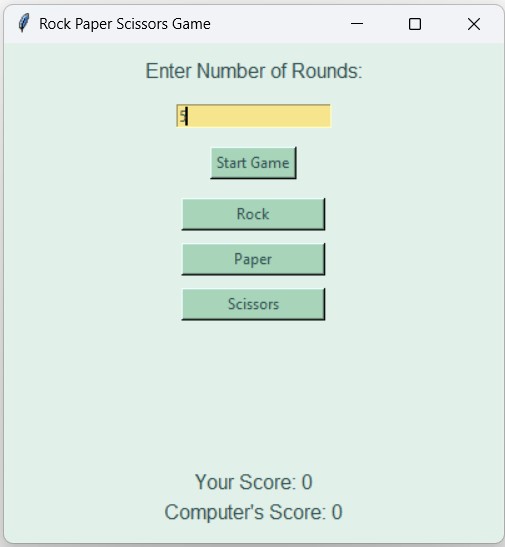 Rock Paper Scissors Game
Enter Number of Rounds:
5
Start Game
Rock
Paper
Scissors
Your Score: 0
Computer's Score: 0